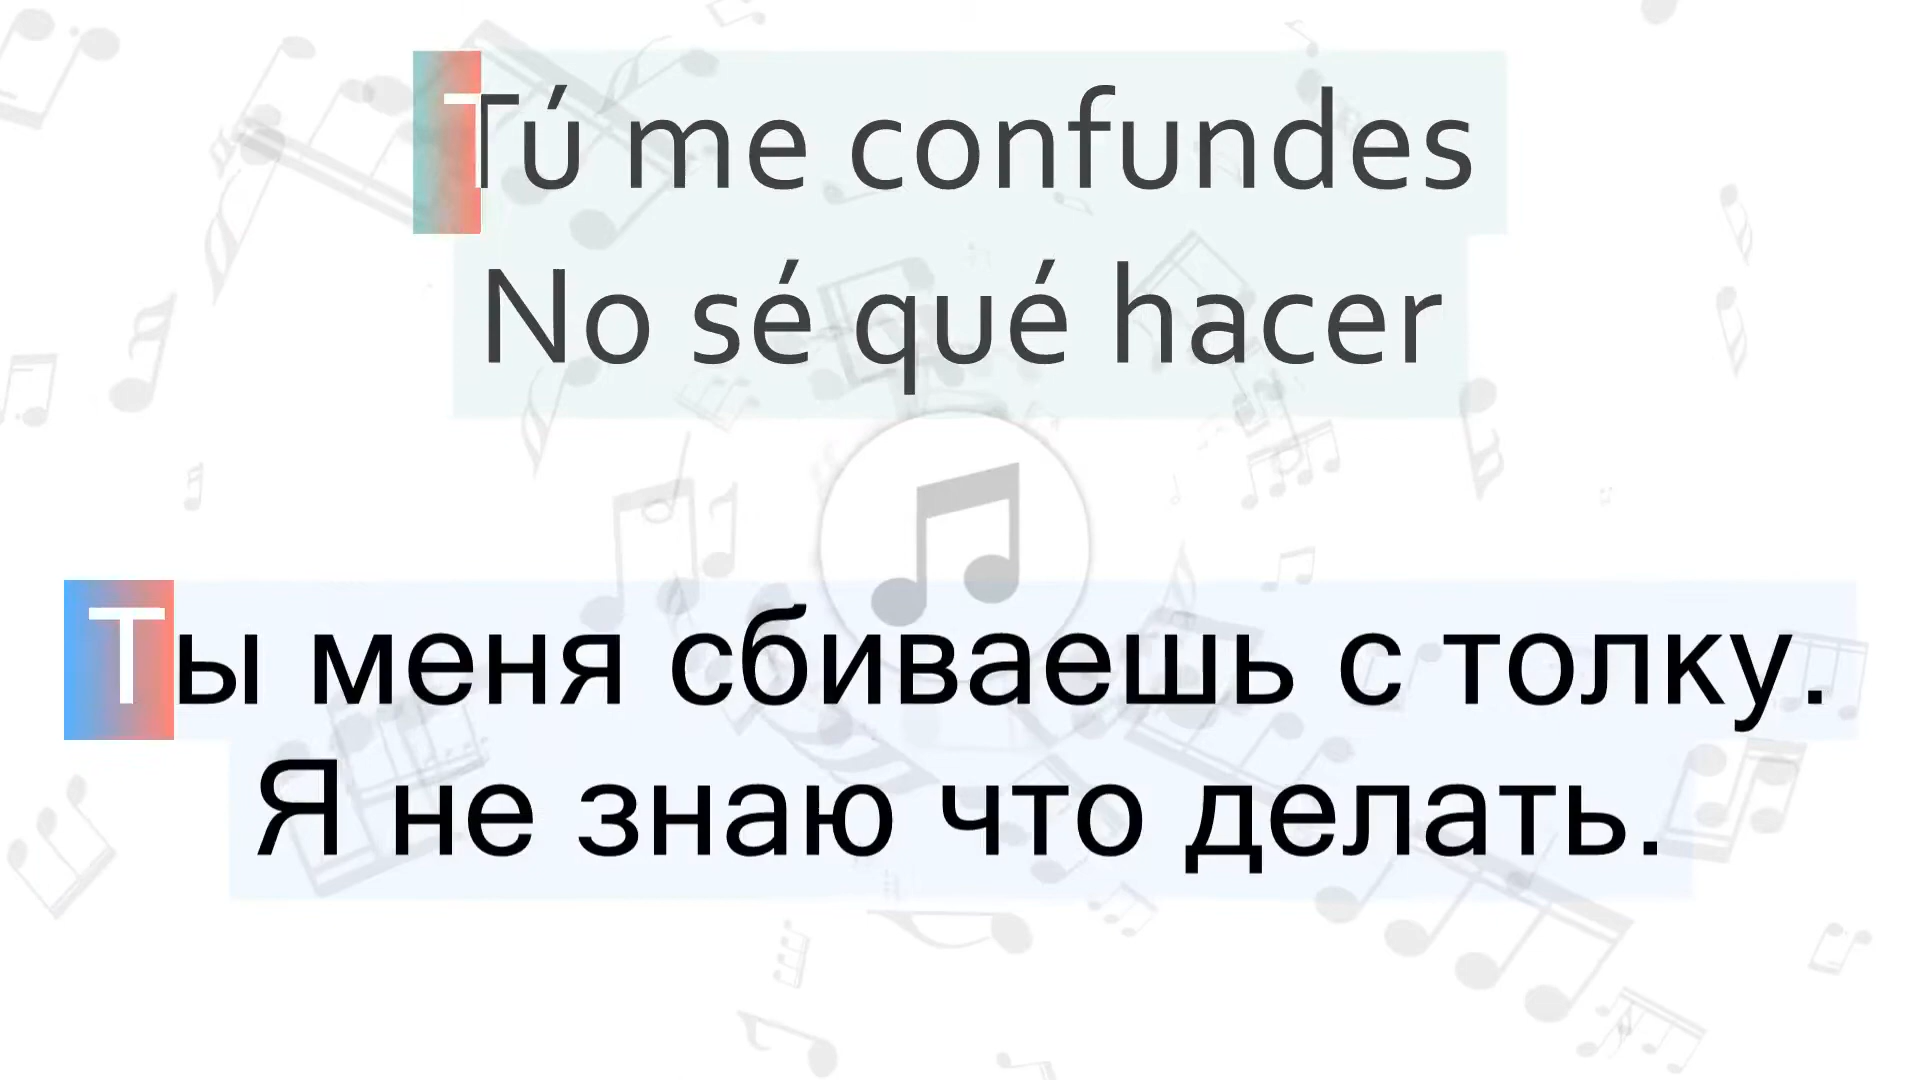 Tú me confundes
No sé qué hacer
Ты меня сбиваешь с толку.
Я не знаю что делать.